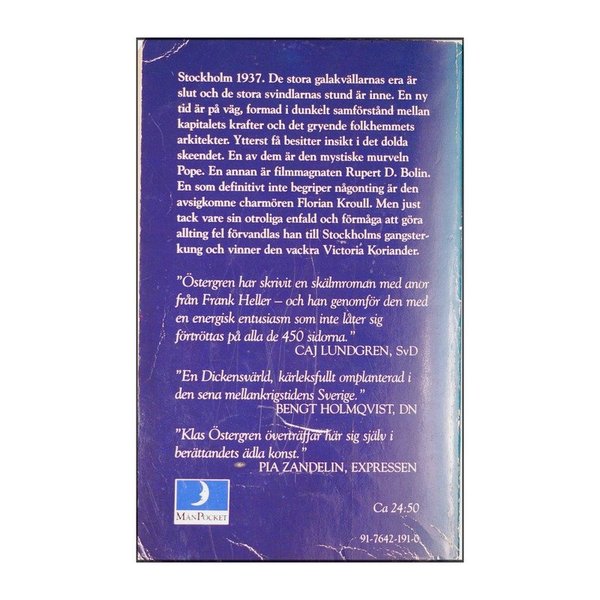 Stockholm 1937. De stora galakvällarnas era är
slut och de stora svindlarnas stund är inne. En ny
tid är på väg, formad i dunkelt samförstånd mellan
kapitalets krafter och det gryende folkhemmets
arkitekter. Ytterst få besitter insikt i det dolda
skeendet. En av dem är den mystiske murveln
Pope. En annan är filmmagnaten Rupert D. Bolin.
En som definitivt inte begriper någonting är den
avsigkomne charmören Florian Kroull. Men just
tack vare sin otroliga enfald och förmåga att göra
allting fel förvandlas han till Stockholms gangster-
kung och vinner den vackra Victoria Koriander.
”Östergren har skrivit en skälmroman med anor
från Frank Heller – och han genomför den med
en energisk entusiasm som inte låter sig
förtröttas på alla de 450 sidorna.”
CAJ LUNDGREN, SvD
”En Dickensvärld, kärleksfullt omplanterad i
den sena mellankrigstidens Sverige.”
BENGT HOLMQVIST, DN
”Klas Östergren överträffar här sig själv i
berättandets ädla konst.”
PIA ZANDELIN, EXPRESSEN
MÅNPOCKET
Ca 24:50
91-7642-191-0